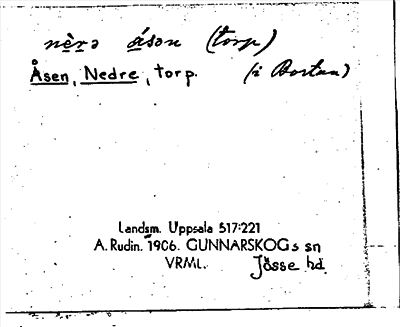 nèrə åsən (torp)
Åsen, Nedre, torp. (i Bortan)
Landsm. Uppsala 517:221
A. Rudin. 1906. GUNNARSKOGs sn
VRML. Jösse hd.